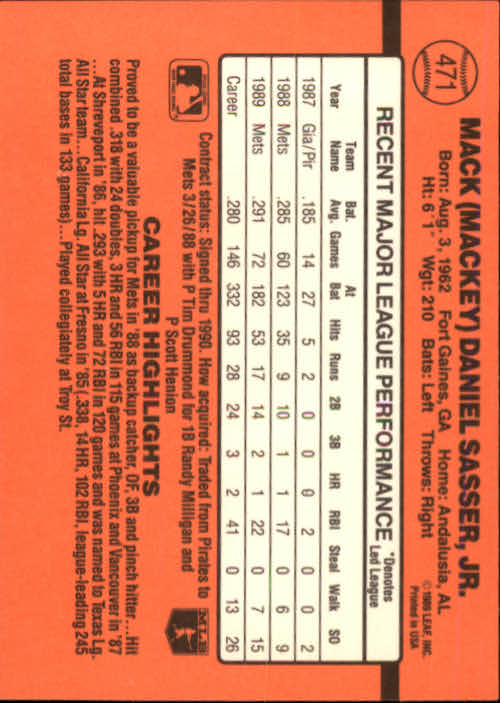 471
MACK (MACKEY) DANIEL SASSER, JR.
Born: Aug. 3, 1962 Fort Gaines, GA Home: Andalusia, AL
Ht: 6'1" Wgt: 210 Bats: Left Throws: Right
©1989 LEAF, INC.
Printed in USA
RECENT MAJOR LEAGUE PERFORMANCE
*Denotes
Led League
Year Team Name Bat. Avg. Games At Bat Hits Runs 2B 3B HR RBI Steal Walk SO
1987 Gia/Pir .185 14 27 5 2 0 0 0 2 0 0 2
1988 Mets .285 60 123 35 9 10 1 1 17 0 6 9
1989 Mets .291 72 182 53 17 14 2 1 22 0 7 15
Career .280 146 332 93 28 24 3 2 41 0 13 26
Contract status: Signed thru 1990. How acquired: Traded from Pirates to
Mets 3/26/88 with P Tim Drummond for 1B Randy Milligan and
P Scott Henion
MLB
CAREER HIGHLIGHTS
Proved to be a valuable pickup for Mets in '88 as backup catcher, OF, 3B and pinch hitter...Hit
combined .318 with 24 doubles, 3 HR and 56 RBI in 115 games at Phoenix and Vancouver in '87
...At Shreveport in '86, hit .293 with 5 HR and 72 RBI in 120 games and was named to Texas Lg.
All Star team...California Lg. All Star at Fresno in '85 (.338, 14 HR, 102 RBI, league-leading 245
total bases in 133 games)...Played collegiately at Troy St.